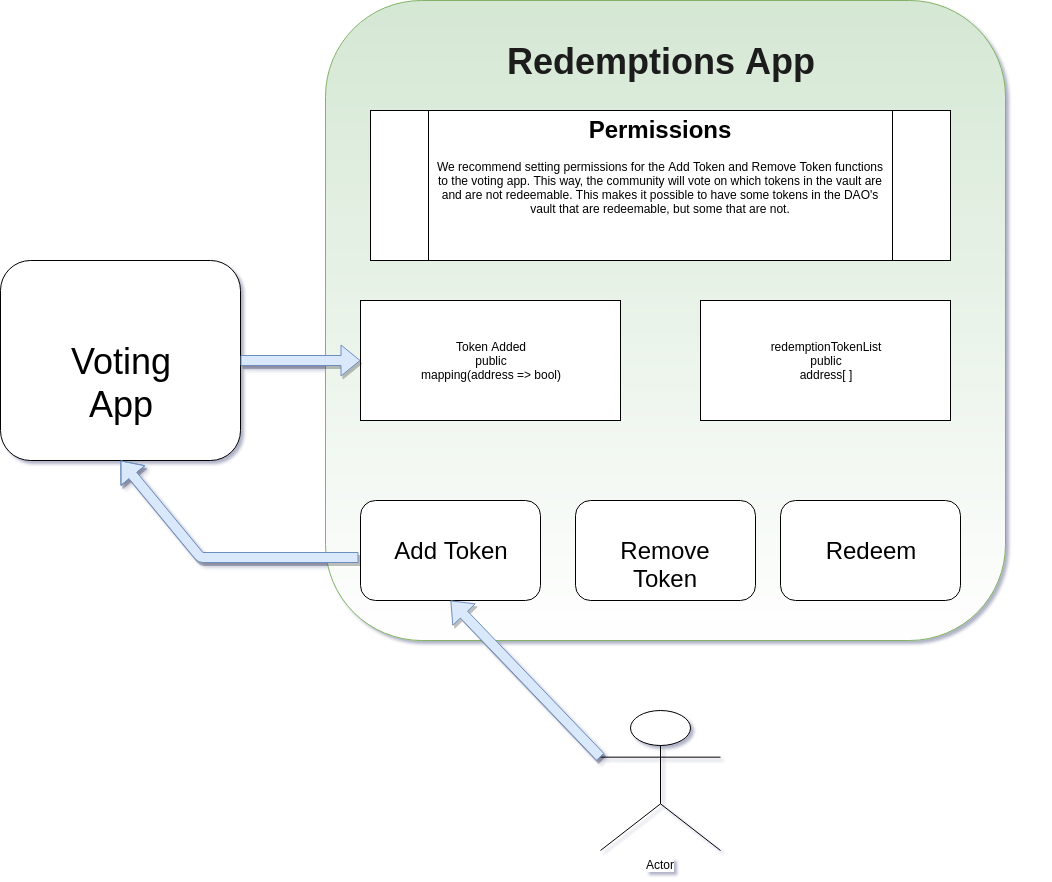 Redemptions App
Permissions
We recommend setting permissions for the Add Token and Remove Token functions
to the voting app. This way, the community will vote on which tokens in the vault are
and are not redeemable. This makes it possible to have some tokens in the DAO's
vault that are redeemable, but some that are not.
Voting
App
Token Added
public
mapping(address => bool)
redemptionTokenList
public
address[ ]
Add Token
Remove
Token
Redeem
Actor